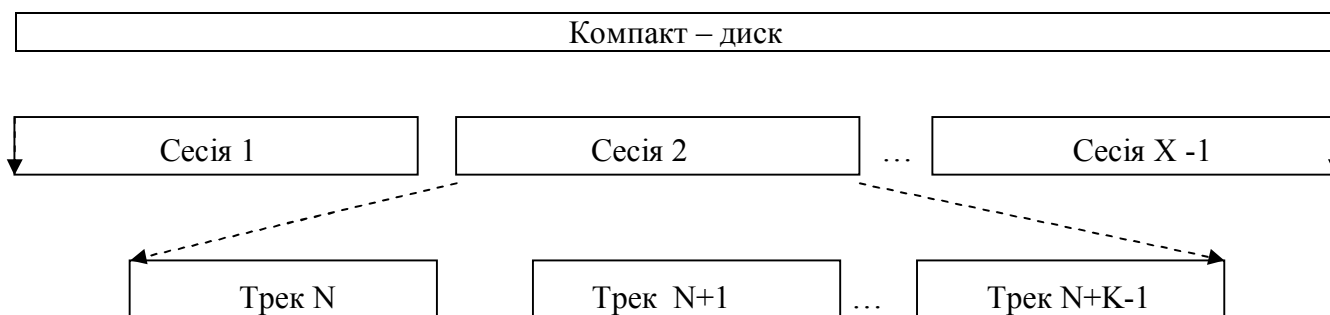 Компакт – диск
Сесія 1 Сесія 2 … Сесія X -1
Трек N Трек N+1 … Трек N+K-1